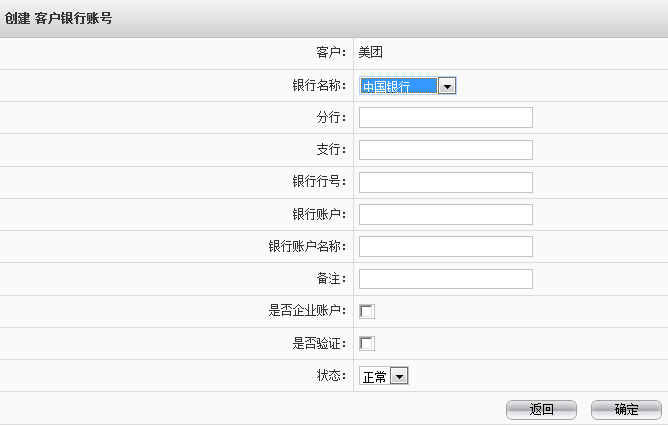 创建 客户银行账号
客户： 美团
银行名称： 中国银行
分行：
支行：
银行行号：
银行账户：
银行账户名称：
备注：
是否企业账户：
是否验证：
状态： 正常
返回 确定